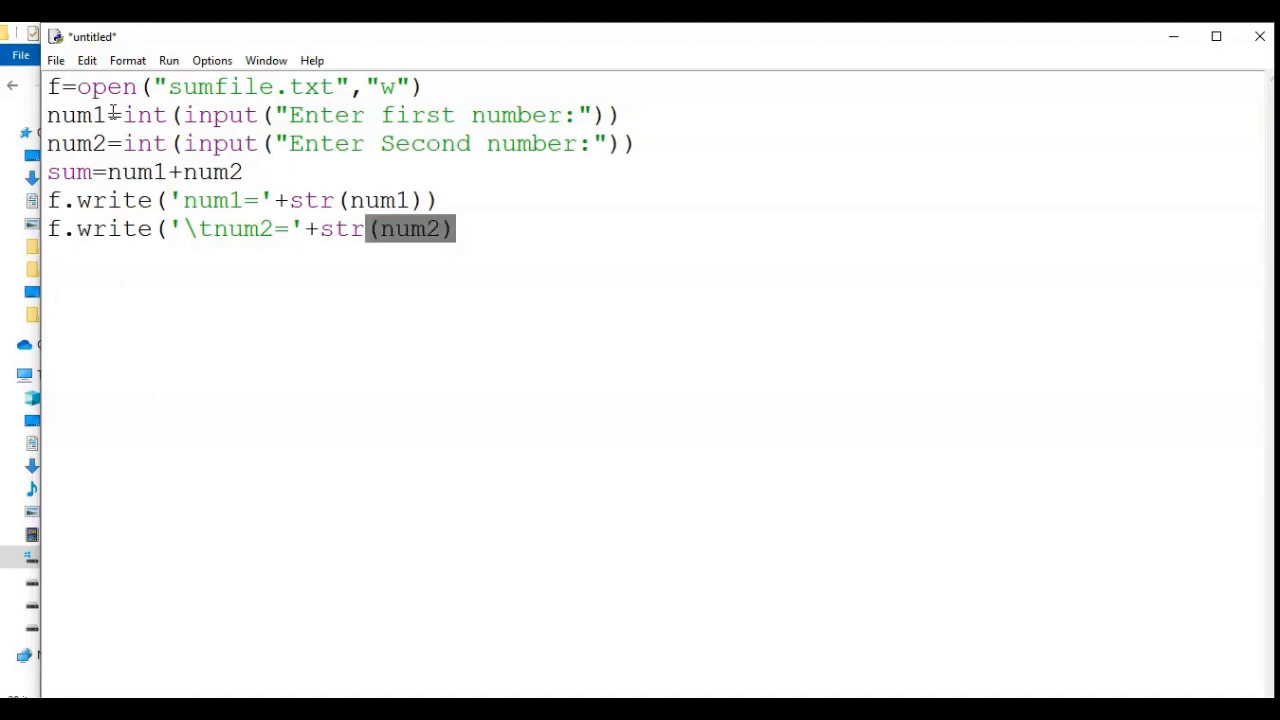 *untitled*
File
File Edit Format Run Options Window Help
f=open("sumfile.txt","w")
num1=int(input("Enter first number:"))
num2=int(input("Enter Second number:"))
sum=num1+num2
f.write('num1='+str(num1))
f.write('\tnum2='+str(num2)